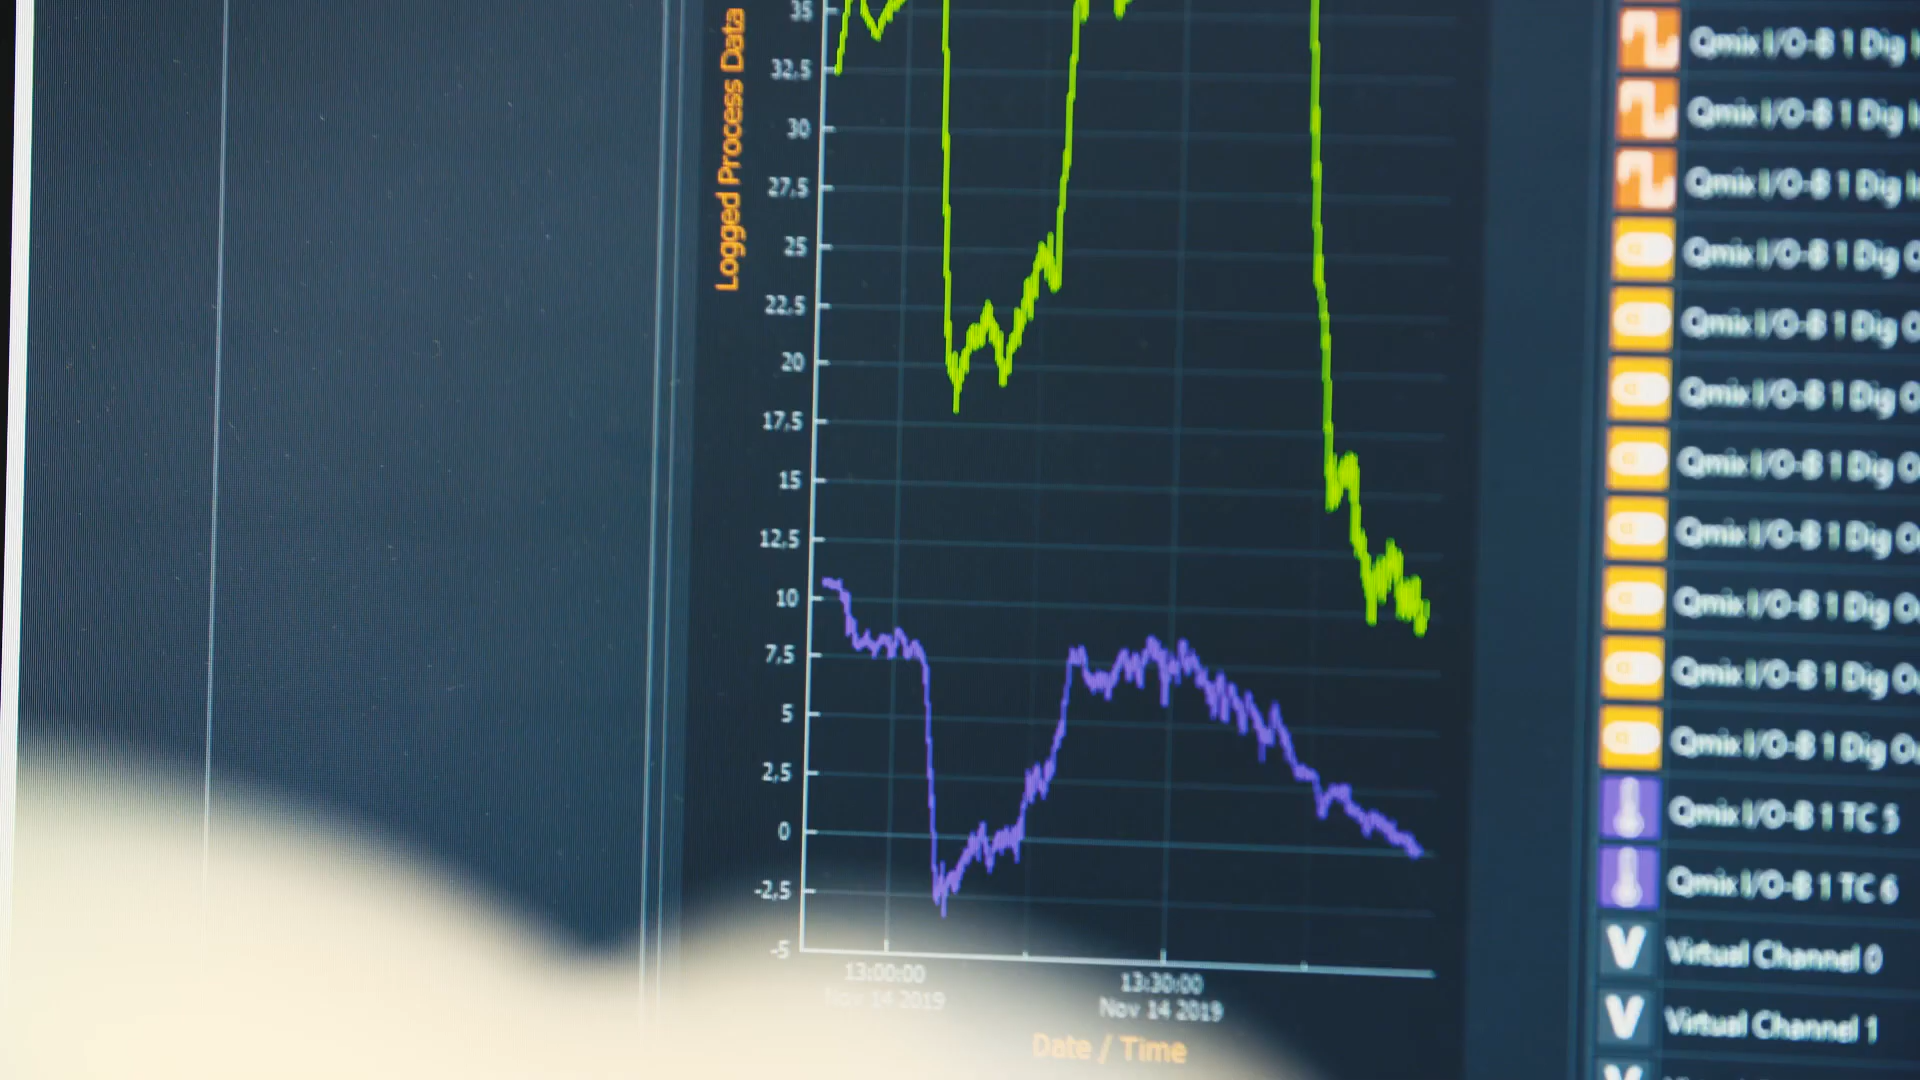 Logged Process Data
35
32,5
30
27,5
25
22,5
20
17,5
15
12,5
10
7,5
5
2,5
0
-2,5
-5
13:00:00
Nov 14 2019
13:30:00
Nov 14 2019
Date / Time
Qmix I/O-B 1 Dig
Qmix I/O-B 1 Dig
Qmix I/O-B 1 Dig
Qmix I/O-B 1 Dig
Qmix I/O-B 1 Dig
Qmix I/O-B 1 Dig
Qmix I/O-B 1 Dig
Qmix I/O-B 1 Dig
Qmix I/O-B 1 Dig
Qmix I/O-B 1 Dig
Qmix I/O-B 1 Dig
Qmix I/O-B 1 TC 5
Qmix I/O-B 1 TC 6
V Virtual Channel 0
V Virtual Channel 1